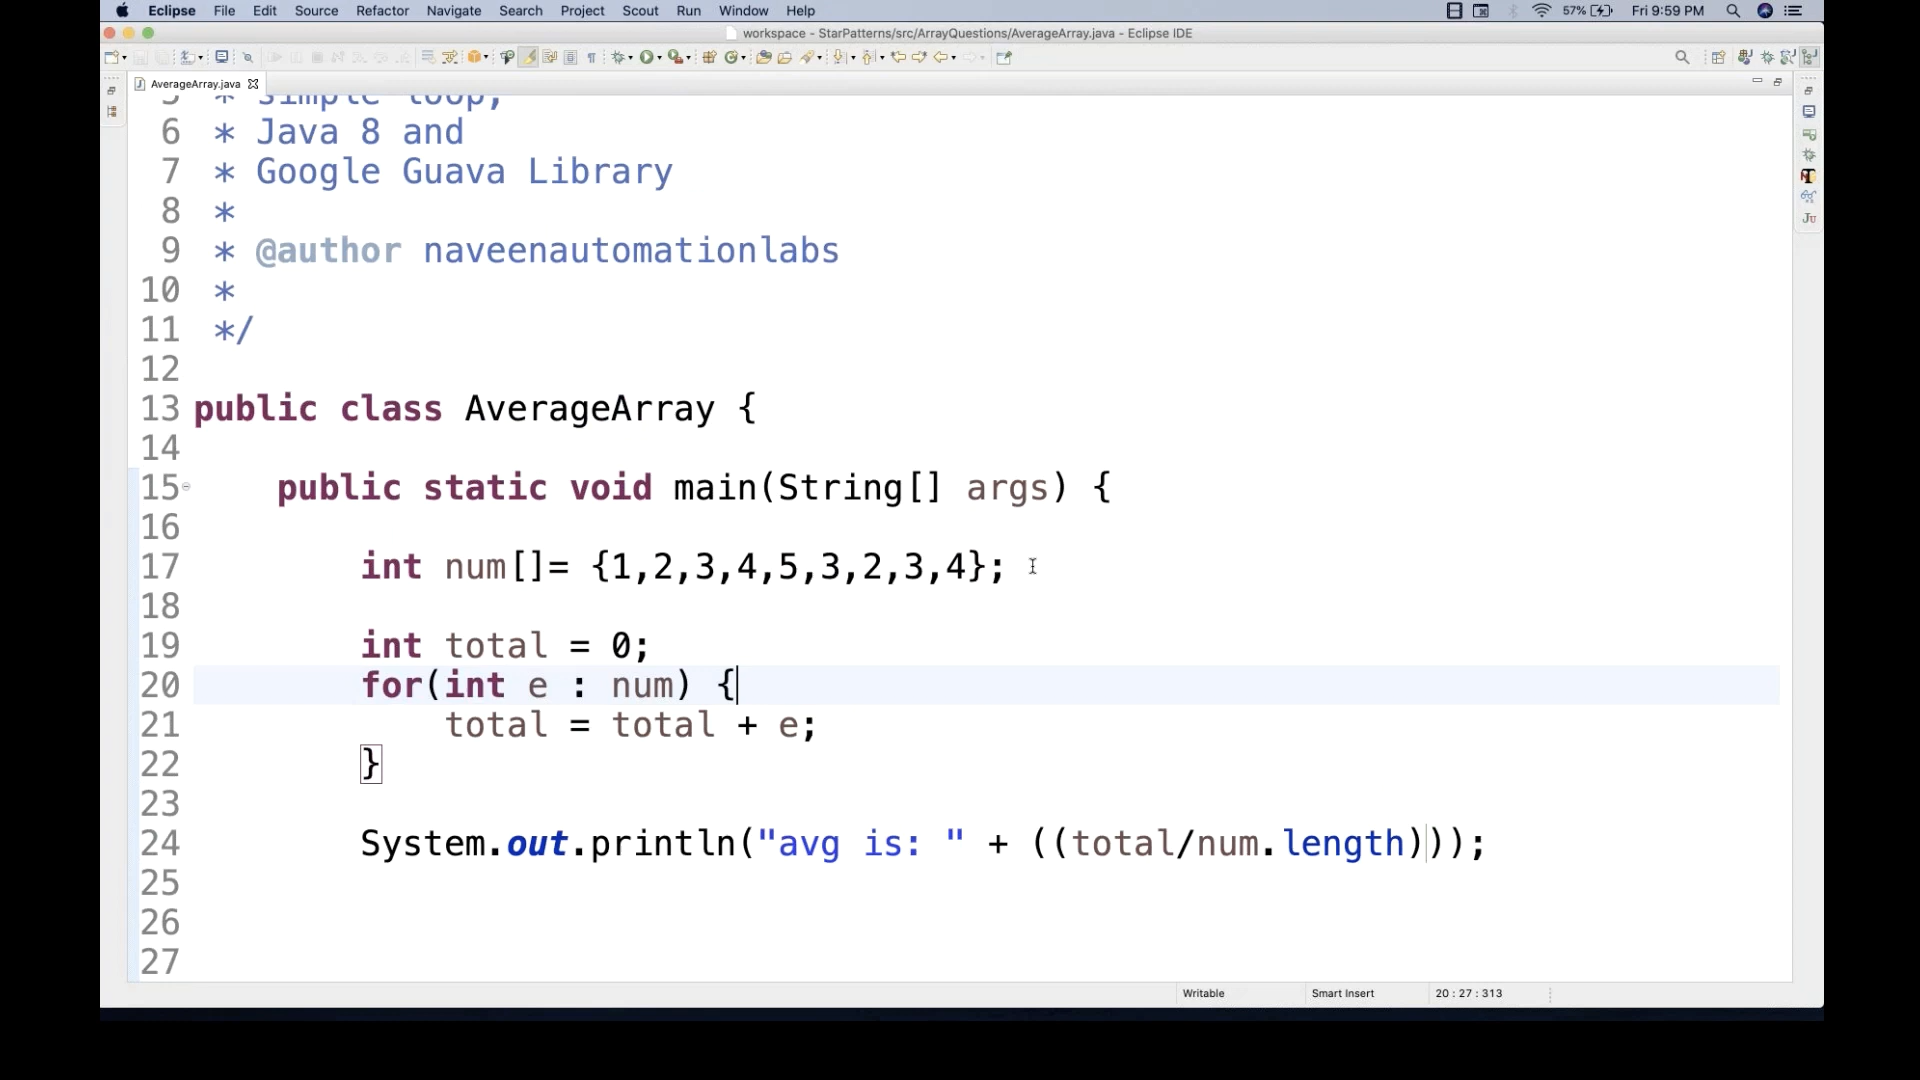 Eclipse File Edit Source Refactor Navigate Search Project Scout Run Window Help 57% Fri 9:59 PM
workspace - StarPatterns/src/ArrayQuestions/AverageArray.java - Eclipse IDE
AverageArray.java
5 * simple loop,
6 * Java 8 and
7 * Google Guava Library
8 *
9 * @author naveenautomationlabs
10 *
11 */
12
13 public class AverageArray {
14
15 public static void main(String[] args) {
16
17 int num[]= {1,2,3,4,5,3,2,3,4};
18
19 int total = 0;
20 for(int e : num) {
21 total = total + e;
22 }
23
24 System.out.println("avg is: " + ((total/num.length)));
25
26
27
Writable Smart Insert 20 : 27 : 313